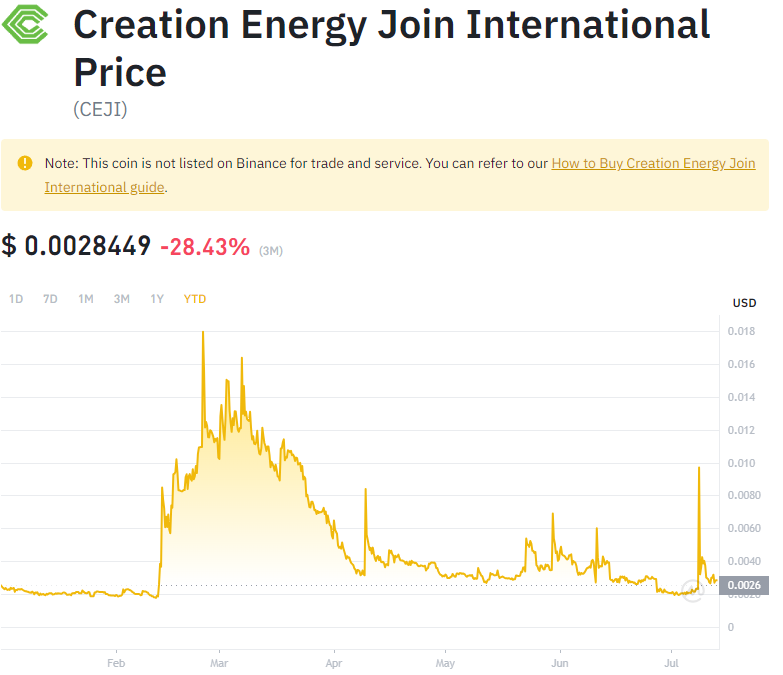 Creation Energy Join International
Price
(CEJI)
Note: This coin is not listed on Binance for trade and service. You can refer to our How to Buy Creation Energy Join
International guide.
$ 0.0028449 -28.43% (3M)
1D 7D 1M 3M 1Y YTD
USD
0.018
0.016
0.014
0.012
0.010
0.0080
0.0060
0.0040
0.0026
0.0020
0
Feb Mar Apr May Jun Jul